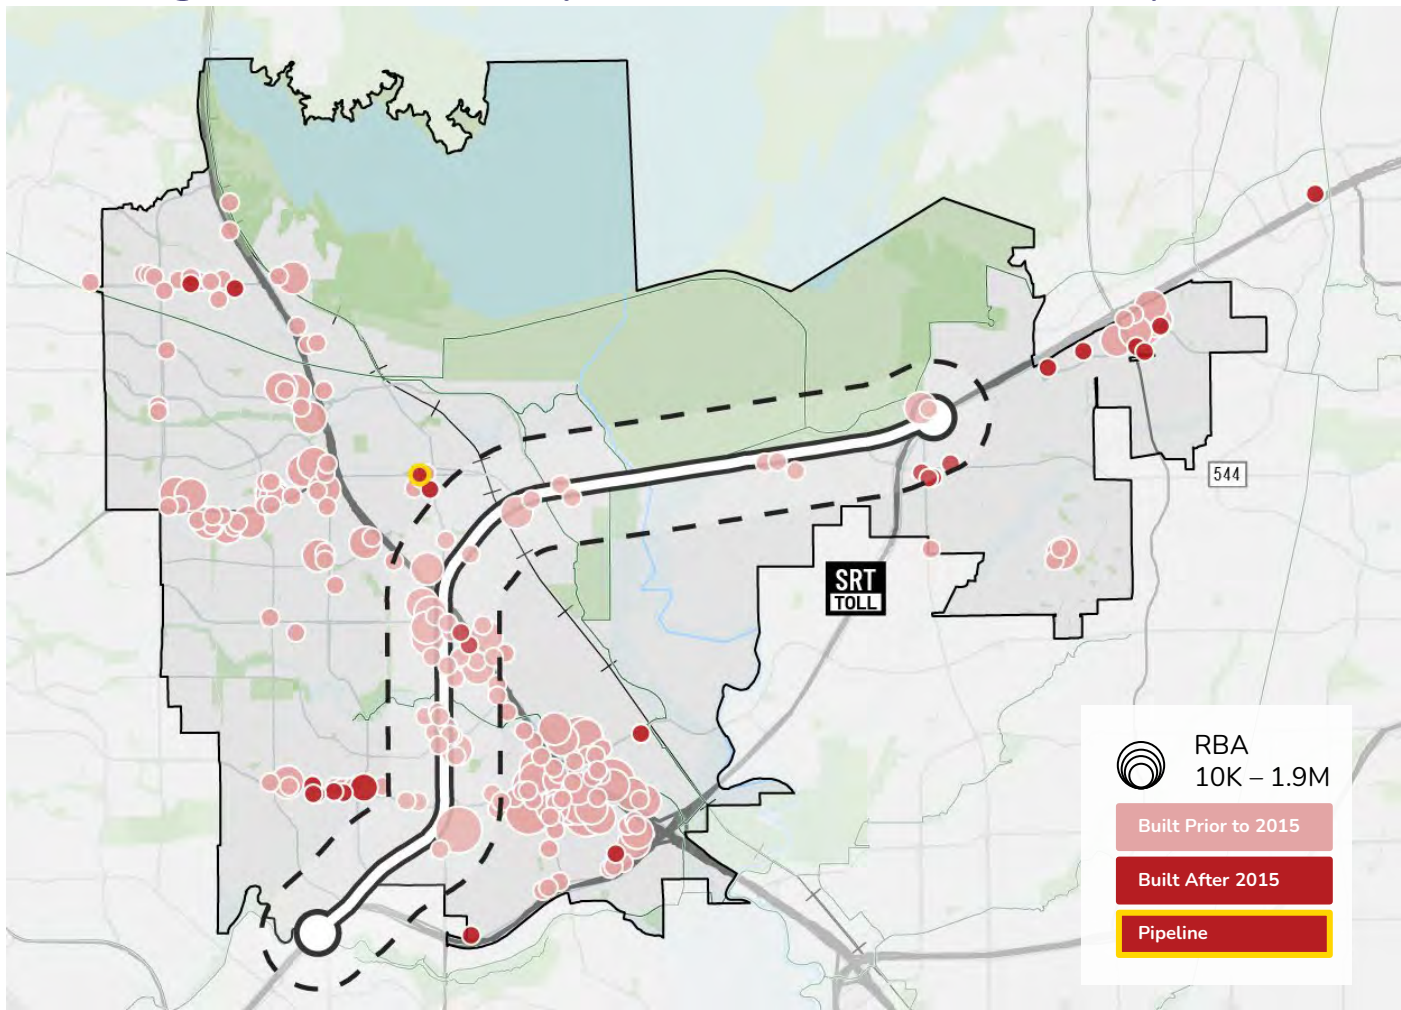 544
SRT
TOLL
RBA
10K – 1.9M
Built Prior to 2015
Built After 2015
Pipeline